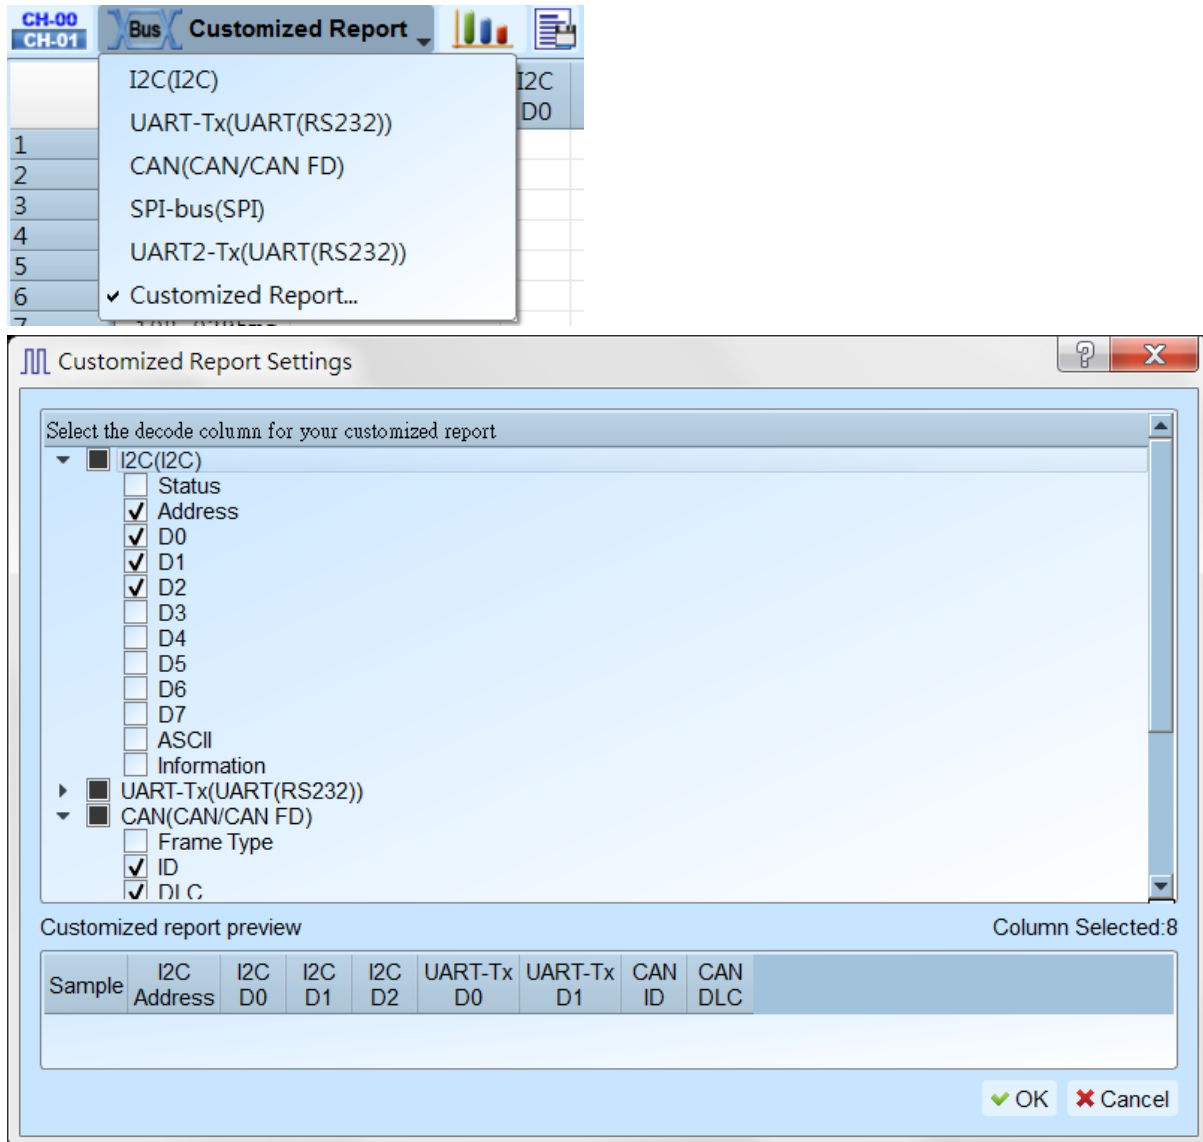 CH-00
CH-01
Bus
Customized Report
I2C(I2C)
UART-Tx(UART(RS232))
CAN(CAN/CAN FD)
SPI-bus(SPI)
UART2-Tx(UART(RS232))
Customized Report...
I2C
D0
1
2
3
4
5
6
Customized Report Settings
?
X
Select the decode column for your customized report
I2C(I2C)
Status
Address
D0
D1
D2
D3
D4
D5
D6
D7
ASCII
Information
UART-Tx(UART(RS232))
CAN(CAN/CAN FD)
Frame Type
ID
DLC
Customized report preview
Column Selected:8
Sample I2C I2C I2C I2C UART-Tx UART-Tx CAN CAN
Address D0 D1 D2 D0 D1 ID DLC
OK
Cancel